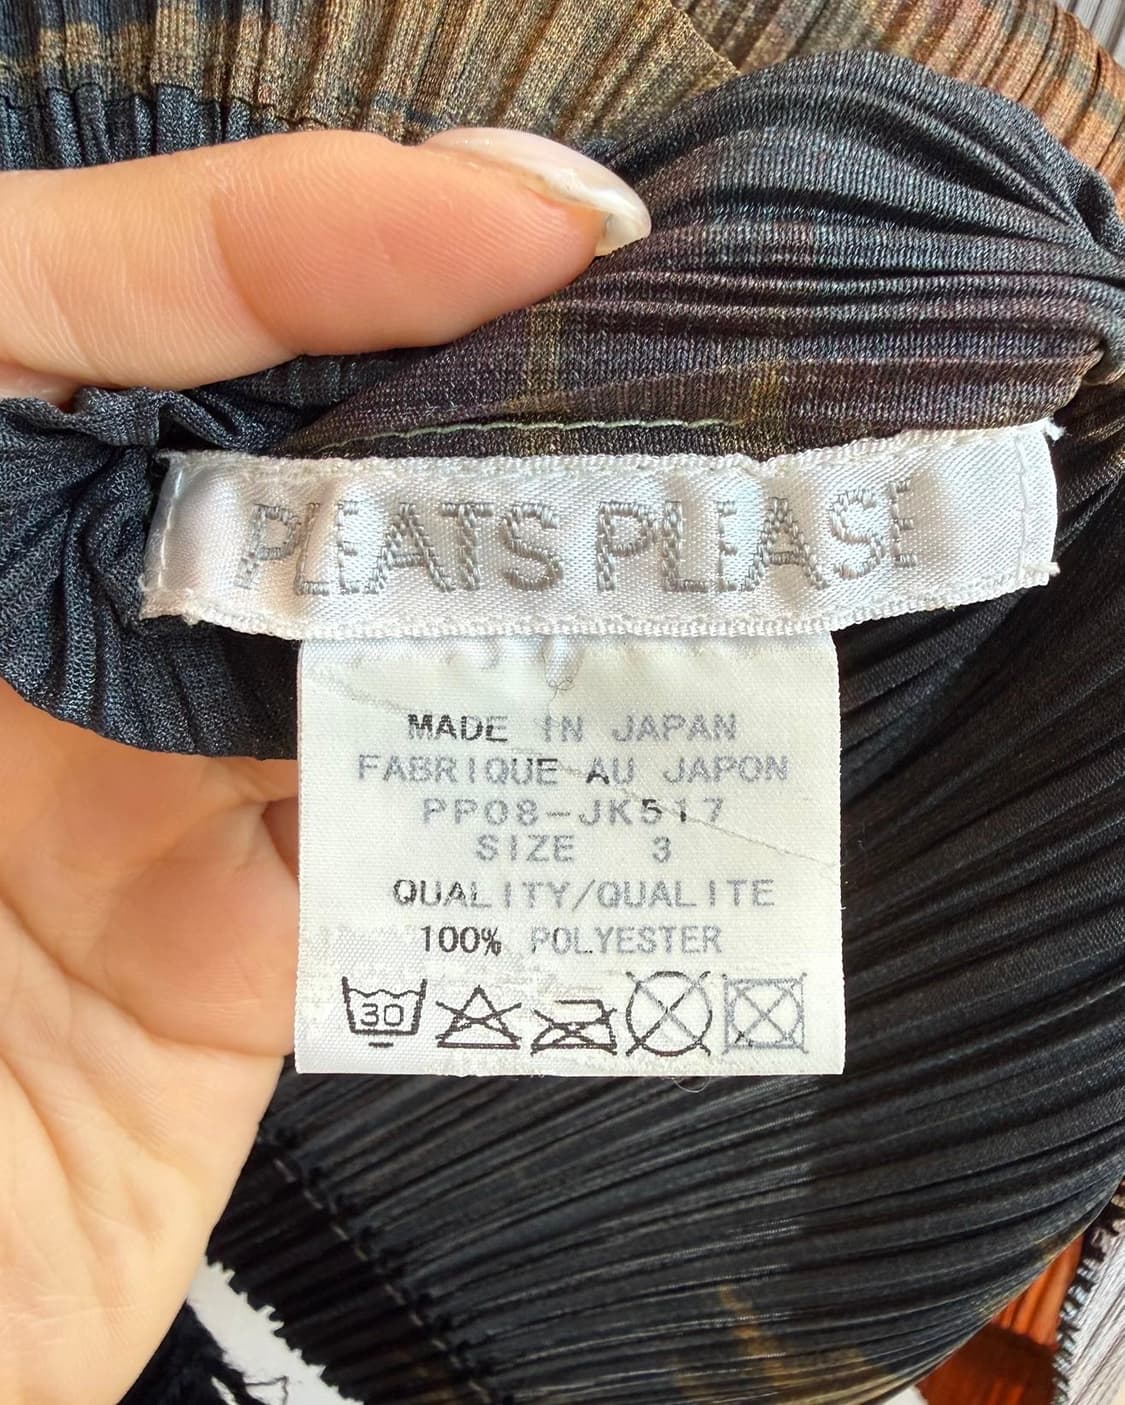 PLEATS PLEASE
MADE IN JAPAN
FABRIQUE AU JAPON
PP08-JK517
SIZE 3
QUALITY/QUALITE
100% POLYESTER
30